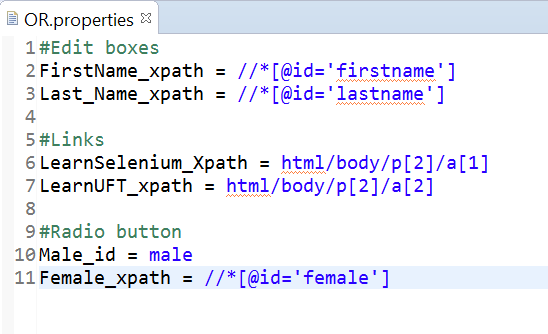 OR.properties
1 #Edit boxes
2 FirstName_xpath = //*[@id='firstname']
3 Last_Name_xpath = //*[@id='lastname']
4
5 #Links
6 LearnSelenium_Xpath = html/body/p[2]/a[1]
7 LearnUFT_xpath = html/body/p[2]/a[2]
8
9 #Radio button
10 Male_id = male
11 Female_xpath = //*[@id='female']